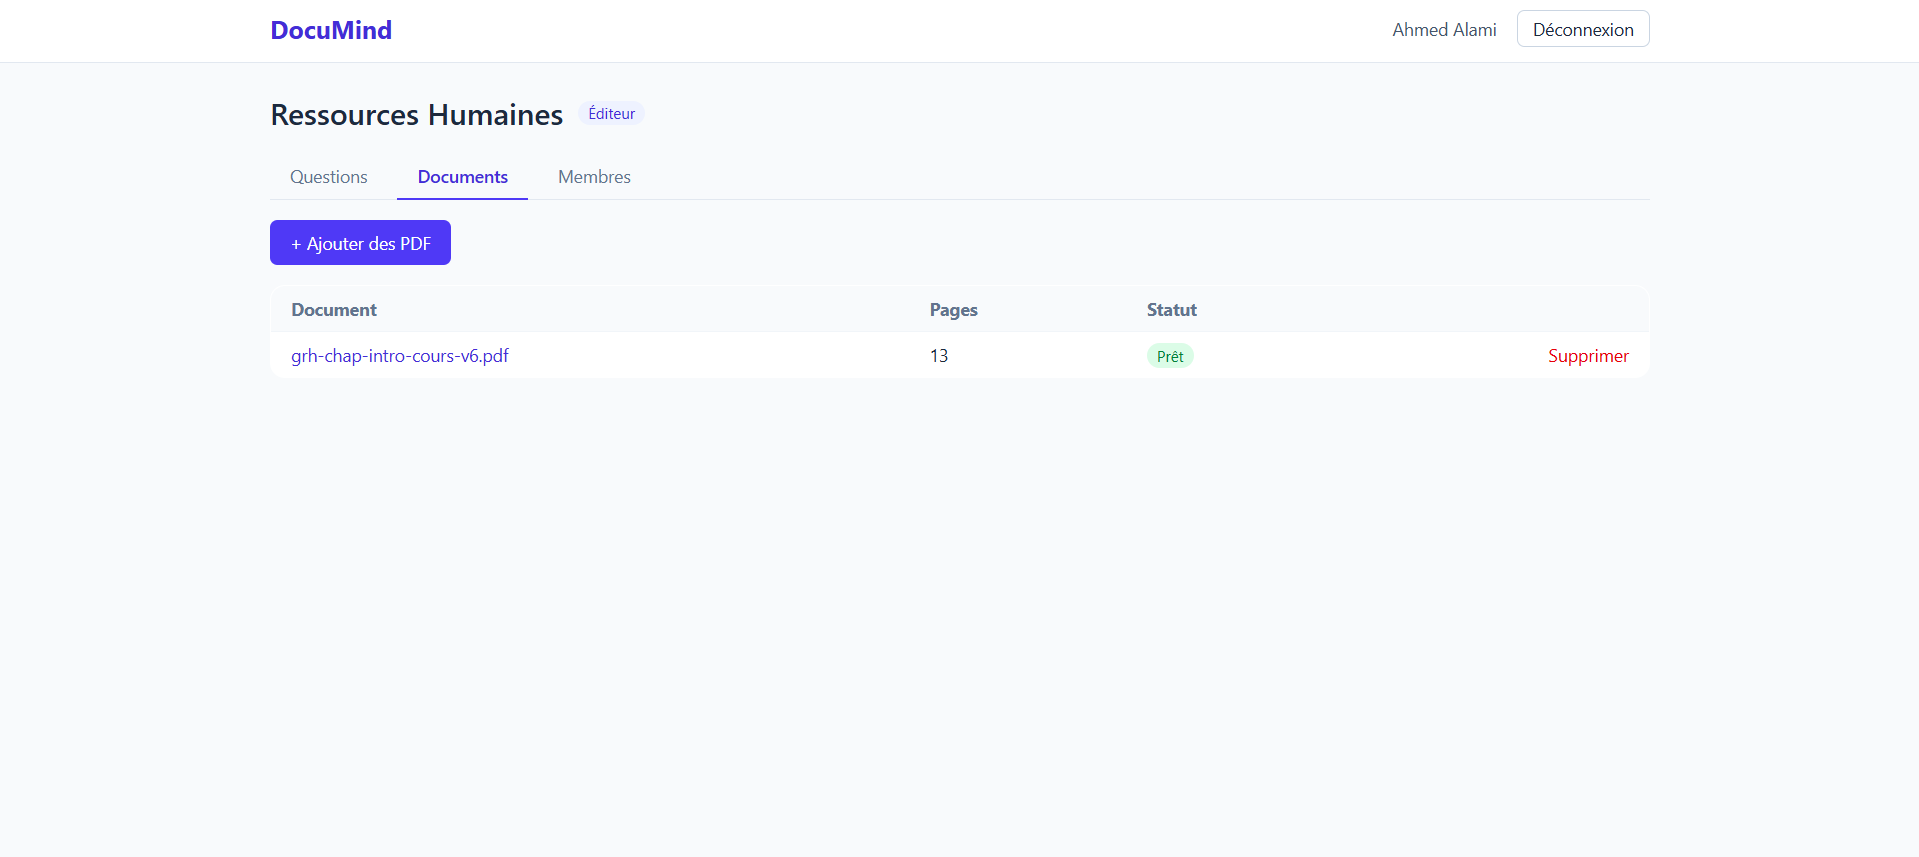 DocuMind
Ahmed Alami
Déconnexion
Ressources Humaines
Éditeur
Questions
Documents
Membres
+ Ajouter des PDF
Document Pages Statut
grh-chap-intro-cours-v6.pdf 13 Prêt Supprimer